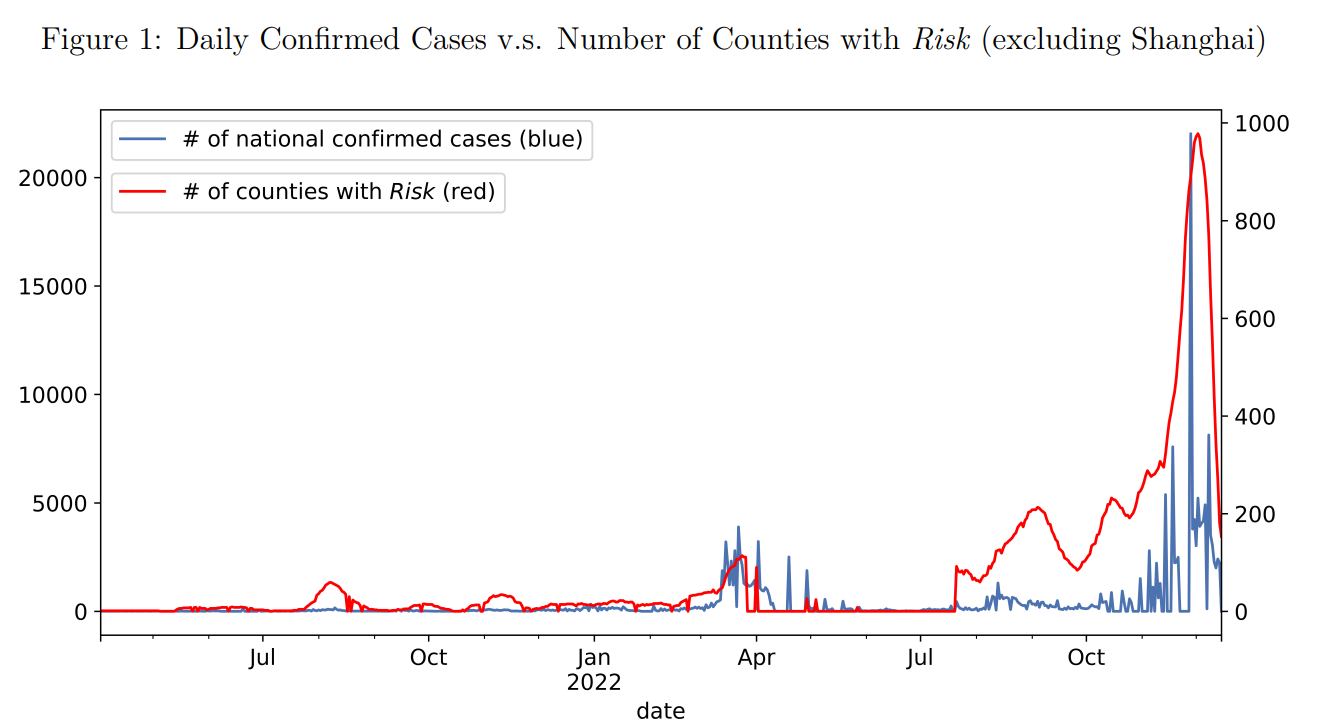 Figure 1: Daily Confirmed Cases v.s. Number of Counties with Risk (excluding Shanghai)
# of national confirmed cases (blue)
# of counties with Risk (red)
20000
15000
10000
5000
0
1000
800
600
400
200
0
Jul
Oct
Jan
2022
Apr
Jul
Oct
date